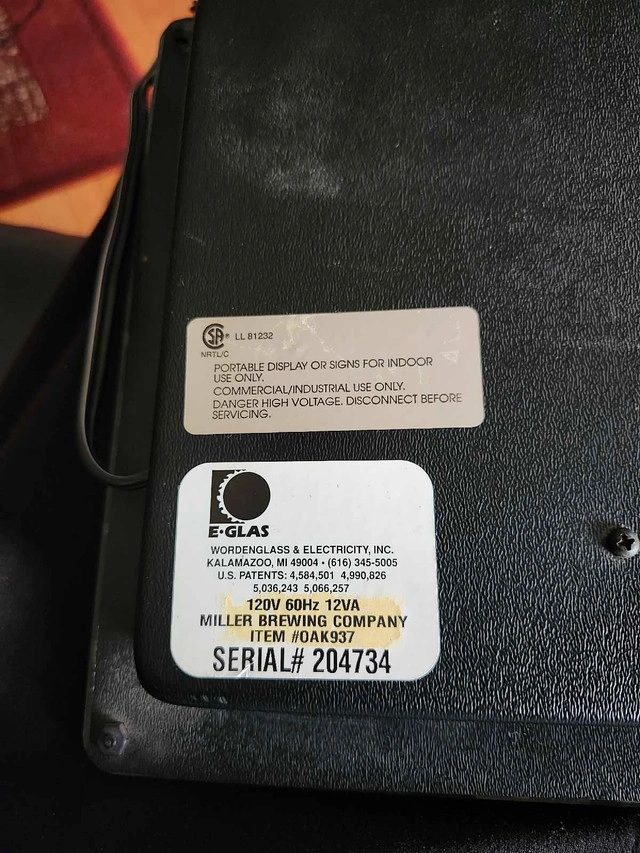 SA® LL 81232
NRTL/C
PORTABLE DISPLAY OR SIGNS FOR INDOOR
USE ONLY.
COMMERCIAL/INDUSTRIAL USE ONLY.
DANGER HIGH VOLTAGE. DISCONNECT BEFORE
SERVICING.
E·GLAS
WORDENGLASS & ELECTRICITY, INC.
KALAMAZOO, MI 49004 • (616) 345-5005
U.S. PATENTS: 4,584,501 4,990,826
5,036,243 5,066,257
120V 60Hz 12VA
MILLER BREWING COMPANY
ITEM #OAK937
SERIAL# 204734